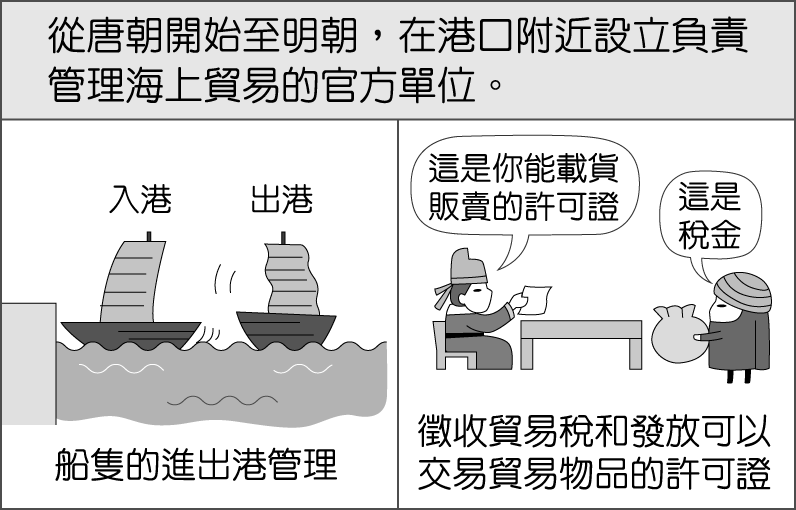 從唐朝開始至明朝，在港口附近設立負責
管理海上貿易的官方單位。
入港
出港
船隻的進出港管理
這是你能載貨
販賣的許可證
這是
稅金
徵收貿易稅和發放可以
交易貿易物品的許可證